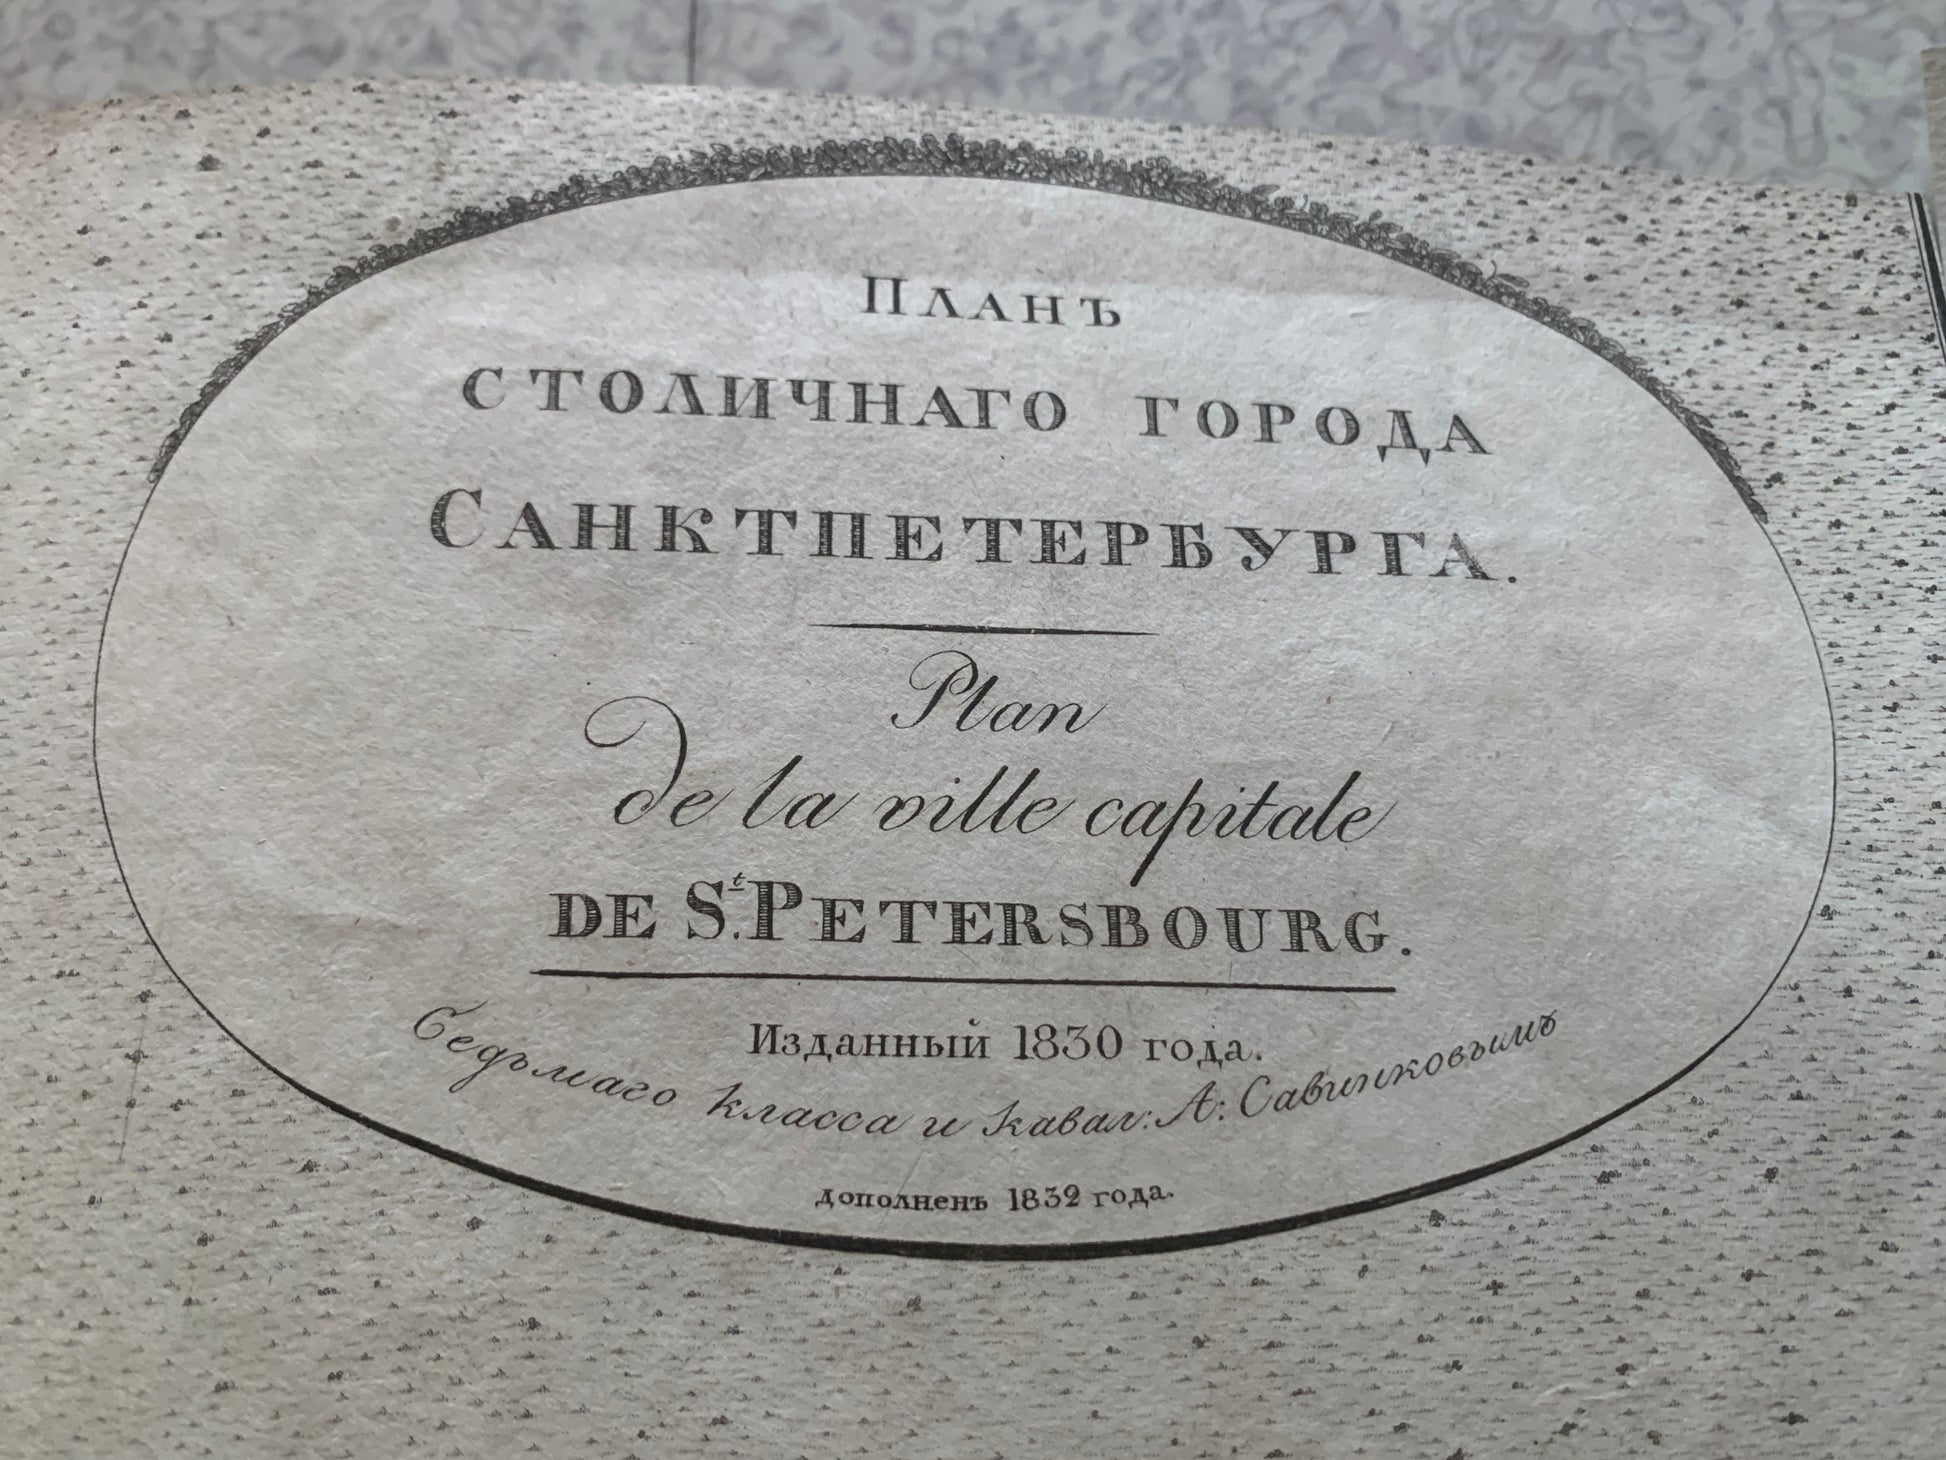 Планъ
столичнаго города
Санктпетербурга.
Plan
de la ville capitale
DE S.t PETERSBOURG.
Изданный 1830 года.
Седьмаго класса и кавал: А: Савинковымъ
дополненъ 1832 года.